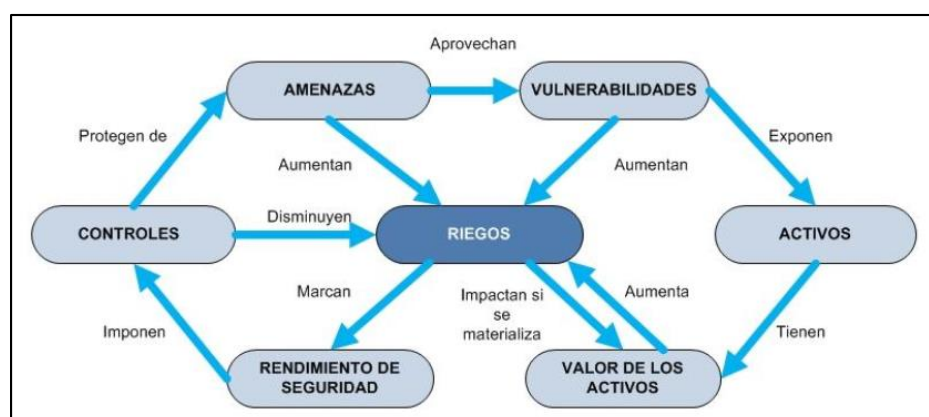 Aprovechan
AMENAZAS
VULNERABILIDADES
Protegen de
Exponen
Aumentan
Aumentan
Disminuyen
CONTROLES
RIEGOS
ACTIVOS
Marcan
Impactan si
se
materializa
Aumenta
Imponen
Tienen
RENDIMIENTO DE
SEGURIDAD
VALOR DE LOS
ACTIVOS